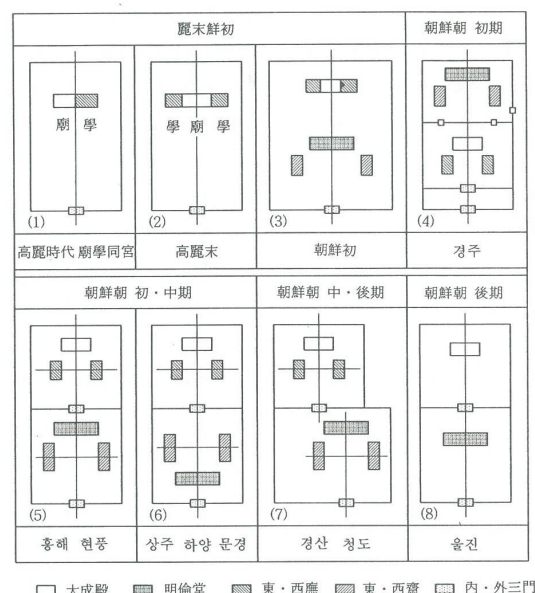 麗末鮮初 朝鮮朝 初期
廟 學 學 廟 學
(1) (2) (3) (4)
高麗時代 廟學同宮 高麗末 朝鮮初 경주
朝鮮朝 初・中期 朝鮮朝 中・後期 朝鮮朝 後期
(5) (6) (7) (8)
흥해 현풍 상주 하양 문경 경산 청도 울진
大成殿 明倫堂 東・西廡 東・西齋 內・外三門